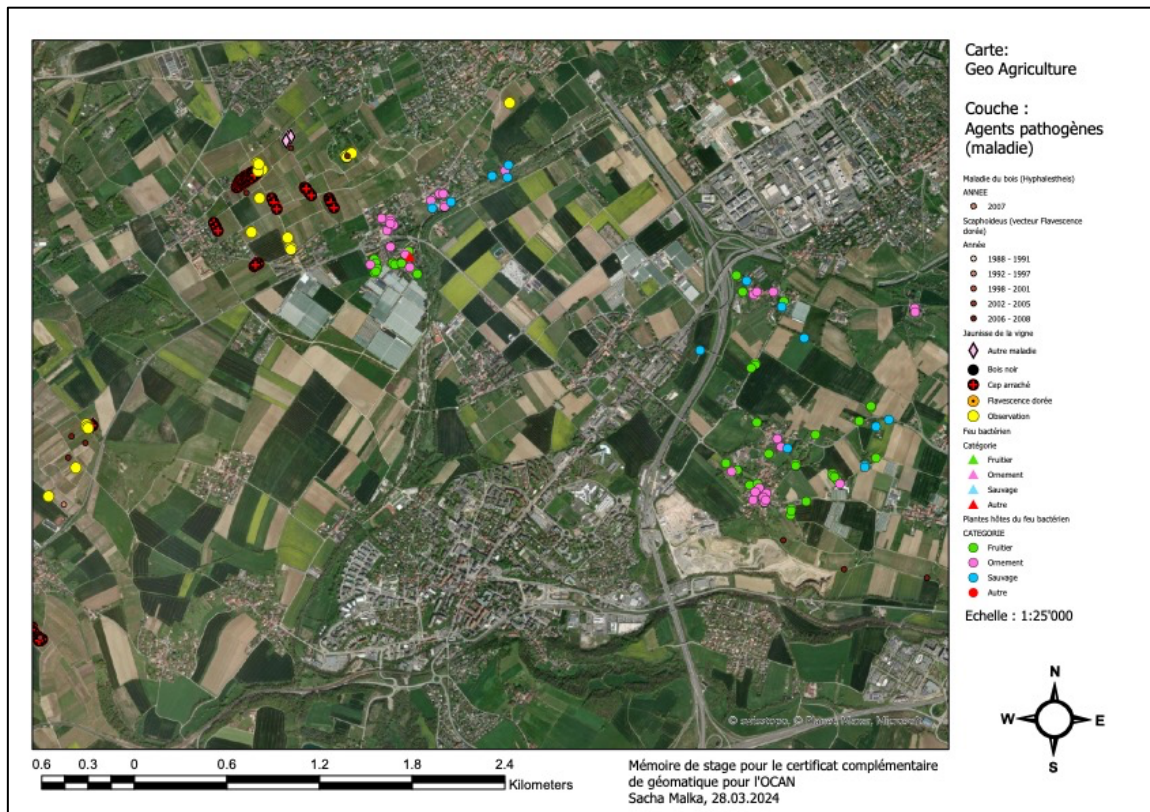 Carte:
Geo Agriculture
Couche :
Agents pathogènes
(maladie)
Maladie du bois (Hyphalestheis)
ANNEE
2007
Scaphoideus (vecteur Flavescence
dorée)
Année
1988 - 1991
1992 - 1997
1998 - 2001
2002 - 2005
2006 - 2008
Jaunisse de la vigne
Autre maladie
Bois noir
Cep arraché
Flavescence dorée
Observation
Feu bactérien
Catégorie
Fruitier
Ornement
Sauvage
Autre
Plantes hôtes du feu bactérien
CATEGORIE
Fruitier
Ornement
Sauvage
Autre
Echelle : 1:25'000
N
W E
S
© swisstopo, © Planet, Maxar, Microsoft
0.6 0.3 0 0.6 1.2 1.8 2.4
Kilometers
Mémoire de stage pour le certificat complémentaire
de géomatique pour l'OCAN
Sacha Malka, 28.03.2024